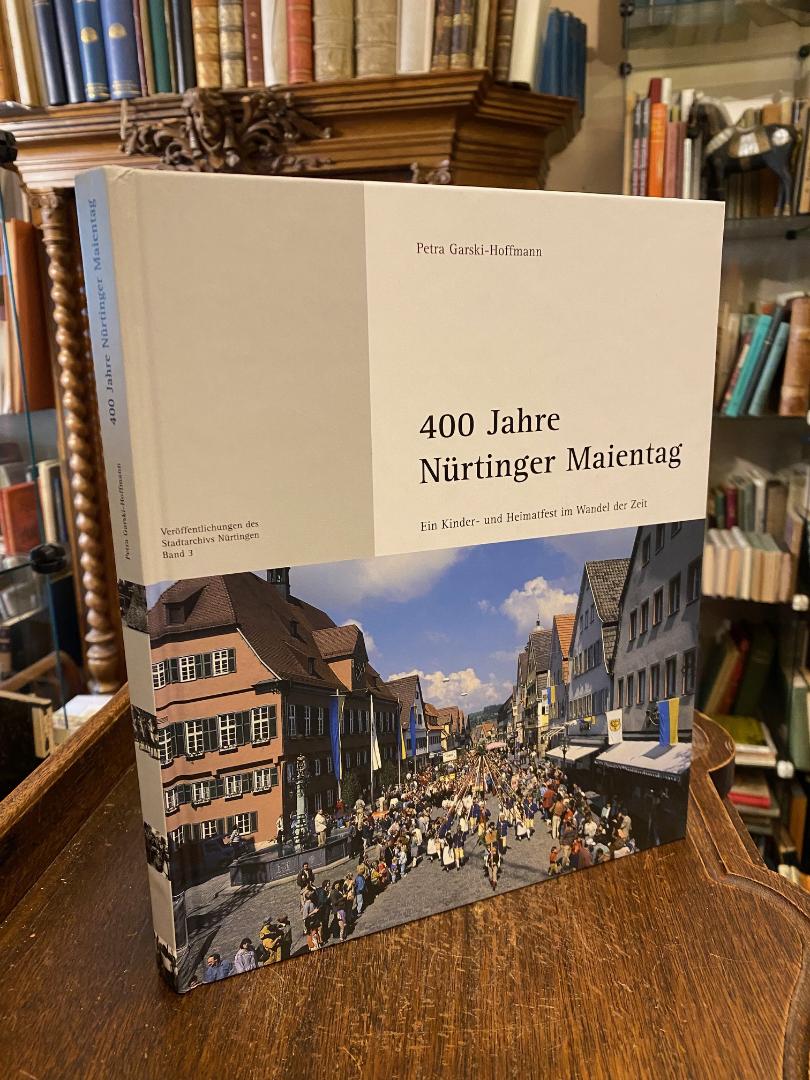 Petra Garski-Hoffmann
400 Jahre
Nürtinger Maientag
Ein Kinder- und Heimatfest im Wandel der Zeit
Veröffentlichungen des
Stadtarchivs Nürtingen
Band 3
400 Jahre Nürtinger Maientag
Petra Garski-Hoffmann